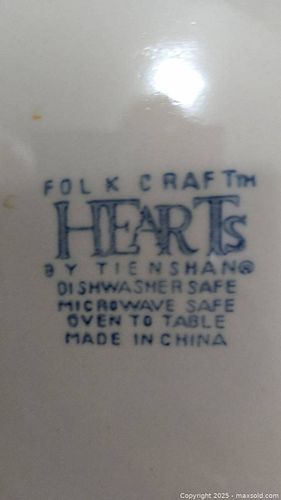 FOLK CRAFT™
HEARTS
BY TIENSHAN®
DISHWASHER SAFE
MICROWAVE SAFE
OVEN TO TABLE
MADE IN CHINA
Copyright 2025 - maxsold.com